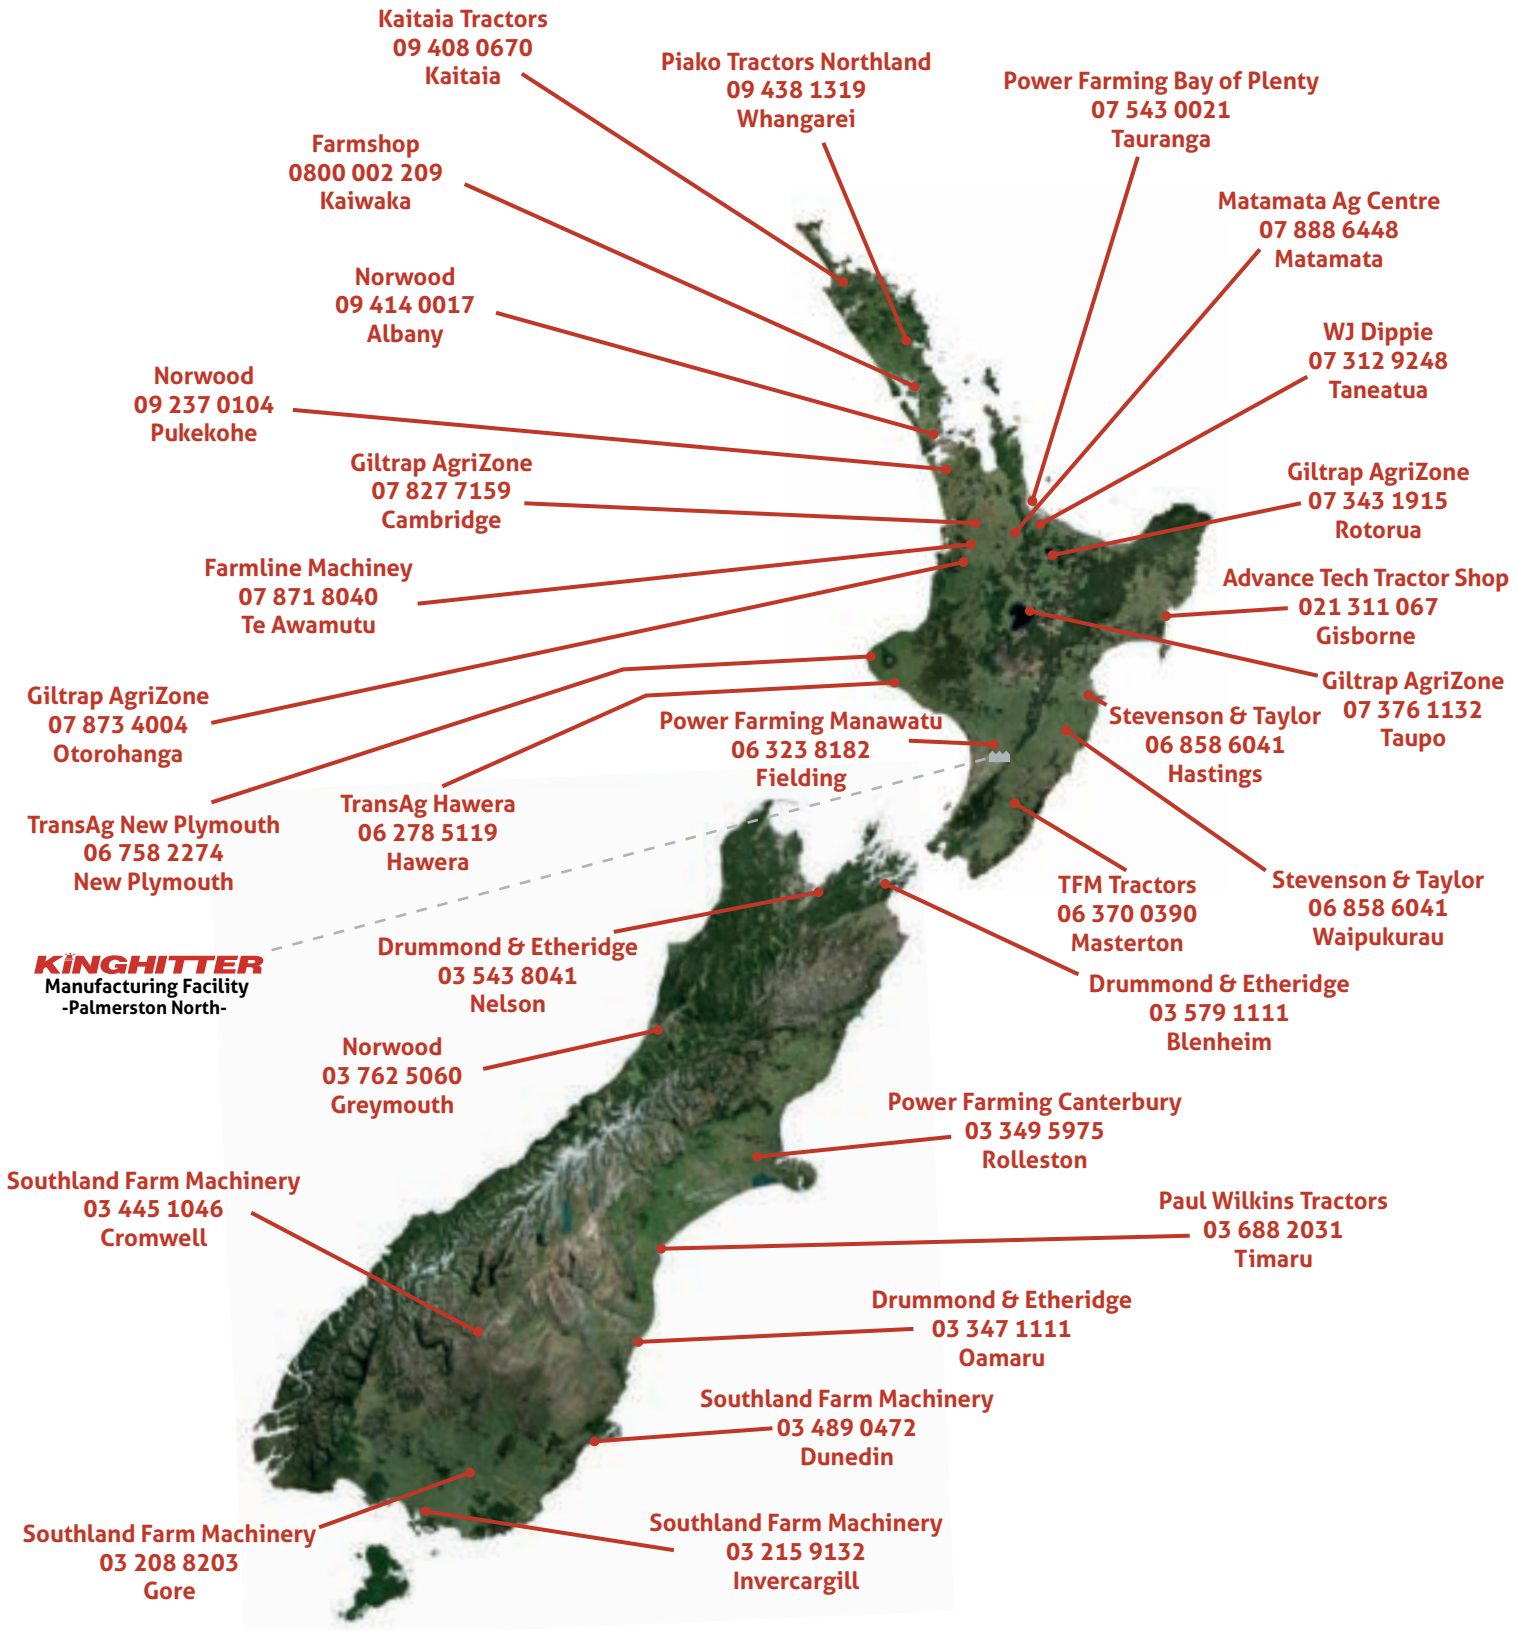 Kaitaia Tractors
09 408 0670
Kaitaia
Piako Tractors Northland
09 438 1319
Whangarei
Power Farming Bay of Plenty
07 543 0021
Tauranga
Farmshop
0800 002 209
Kaiwaka
Matamata Ag Centre
07 888 6448
Matamata
Norwood
09 414 0017
Albany
WJ Dippie
07 312 9248
Taneatua
Norwood
09 237 0104
Pukekohe
Giltrap AgriZone
07 827 7159
Cambridge
Giltrap AgriZone
07 343 1915
Rotorua
Farmline Machiney
07 871 8040
Te Awamutu
Advance Tech Tractor Shop
021 311 067
Gisborne
Giltrap AgriZone
07 873 4004
Otorohanga
Giltrap AgriZone
07 376 1132
Taupo
Power Farming Manawatu
06 323 8182
Fielding
Stevenson & Taylor
06 858 6041
Hastings
TransAg New Plymouth
06 758 2274
New Plymouth
TransAg Hawera
06 278 5119
Hawera
TFM Tractors
06 370 0390
Masterton
Stevenson & Taylor
06 858 6041
Waipukurau
KiNGHITTER
Manufacturing Facility
-Palmerston North-
Drummond & Etheridge
03 543 8041
Nelson
Drummond & Etheridge
03 579 1111
Blenheim
Norwood
03 762 5060
Greymouth
Power Farming Canterbury
03 349 5975
Rolleston
Southland Farm Machinery
03 445 1046
Cromwell
Paul Wilkins Tractors
03 688 2031
Timaru
Drummond & Etheridge
03 347 1111
Oamaru
Southland Farm Machinery
03 489 0472
Dunedin
Southland Farm Machinery
03 208 8203
Gore
Southland Farm Machinery
03 215 9132
Invercargill